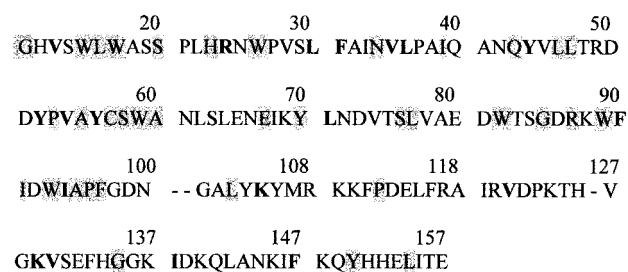 20 30 40 50
GHVSWLWASS PLHRNWPVSL FAINVLPAIQ ANQYVLLTRD
60 70 80 90
DYPVAYCSWA NLSLENEIKY LNDVTSLVAE DWTSGDRKWF
100 108 118 127
IDWIAPFGDN --GALYKYMR KKFPDELFRA IRVDPKTH-V
137 147 157
GKVSEFHGGK IDKQLANKIF KQYHHELITE